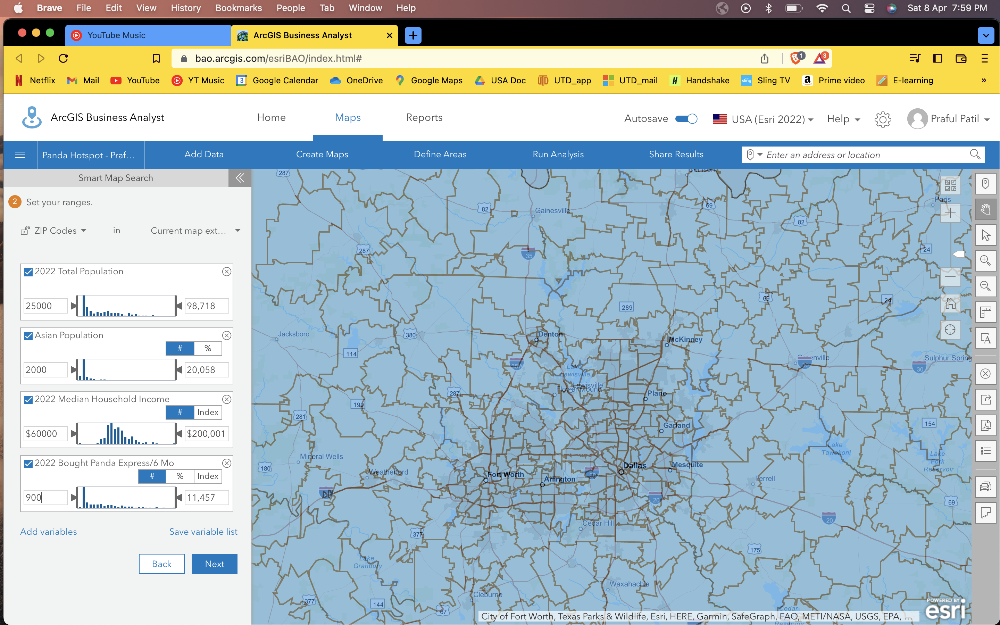 Brave File Edit View History Bookmarks People Tab Window Help Sat 8 Apr 7:59 PM
YouTube Music ArcGIS Business Analyst
bao.arcgis.com/esriBAO/index.html# 1 3
Netflix Mail YouTube YT Music 3 Google Calendar OneDrive Google Maps USA Doc UTD_app UTD_mail Handshake sling Sling TV Prime video E-learning »
ArcGIS Business Analyst Home Maps Reports Autosave USA (Esri 2022) Help Praful Patil
Panda Hotspot - Praf... Add Data Create Maps Define Areas Run Analysis Share Results Enter an address or location
Smart Map Search
2 Set your ranges.
ZIP Codes in Current map ext...
2022 Total Population
25000 98,718
Asian Population
# %
2000 20,058
2022 Median Household Income
# Index
$60000 $200,001
2022 Bought Panda Express/6 Mo
# % Index
900 11,457
Add variables Save variable list
Back Next
287 Denison
Paris
82 Gainesville 69
82
287 35 24
69 24
289
Jacksboro 380 Denton McKinney
114
35W Lake Lewisville Greenville 30 Sulphur Spring 30
Lewisville
Flower Mound
287 Plano
199
281 Garland 154
Lake Tawakoni
Mineral Wells Lake Fork Reservoir
180 Weatherford Fort Worth Arlington 30 Dallas Mesquite
Terrell
20 20 69
20
Cedar Hill
377
175
Lake Granbury
Waxahachie
Cleburne
377 144 67
Cedar Reservoir
City of Fort Worth, Texas Parks & Wildlife, Esri, HERE, Garmin, SafeGraph, FAO, METI/NASA, USGS, EPA, ...
POWERED BY
esri